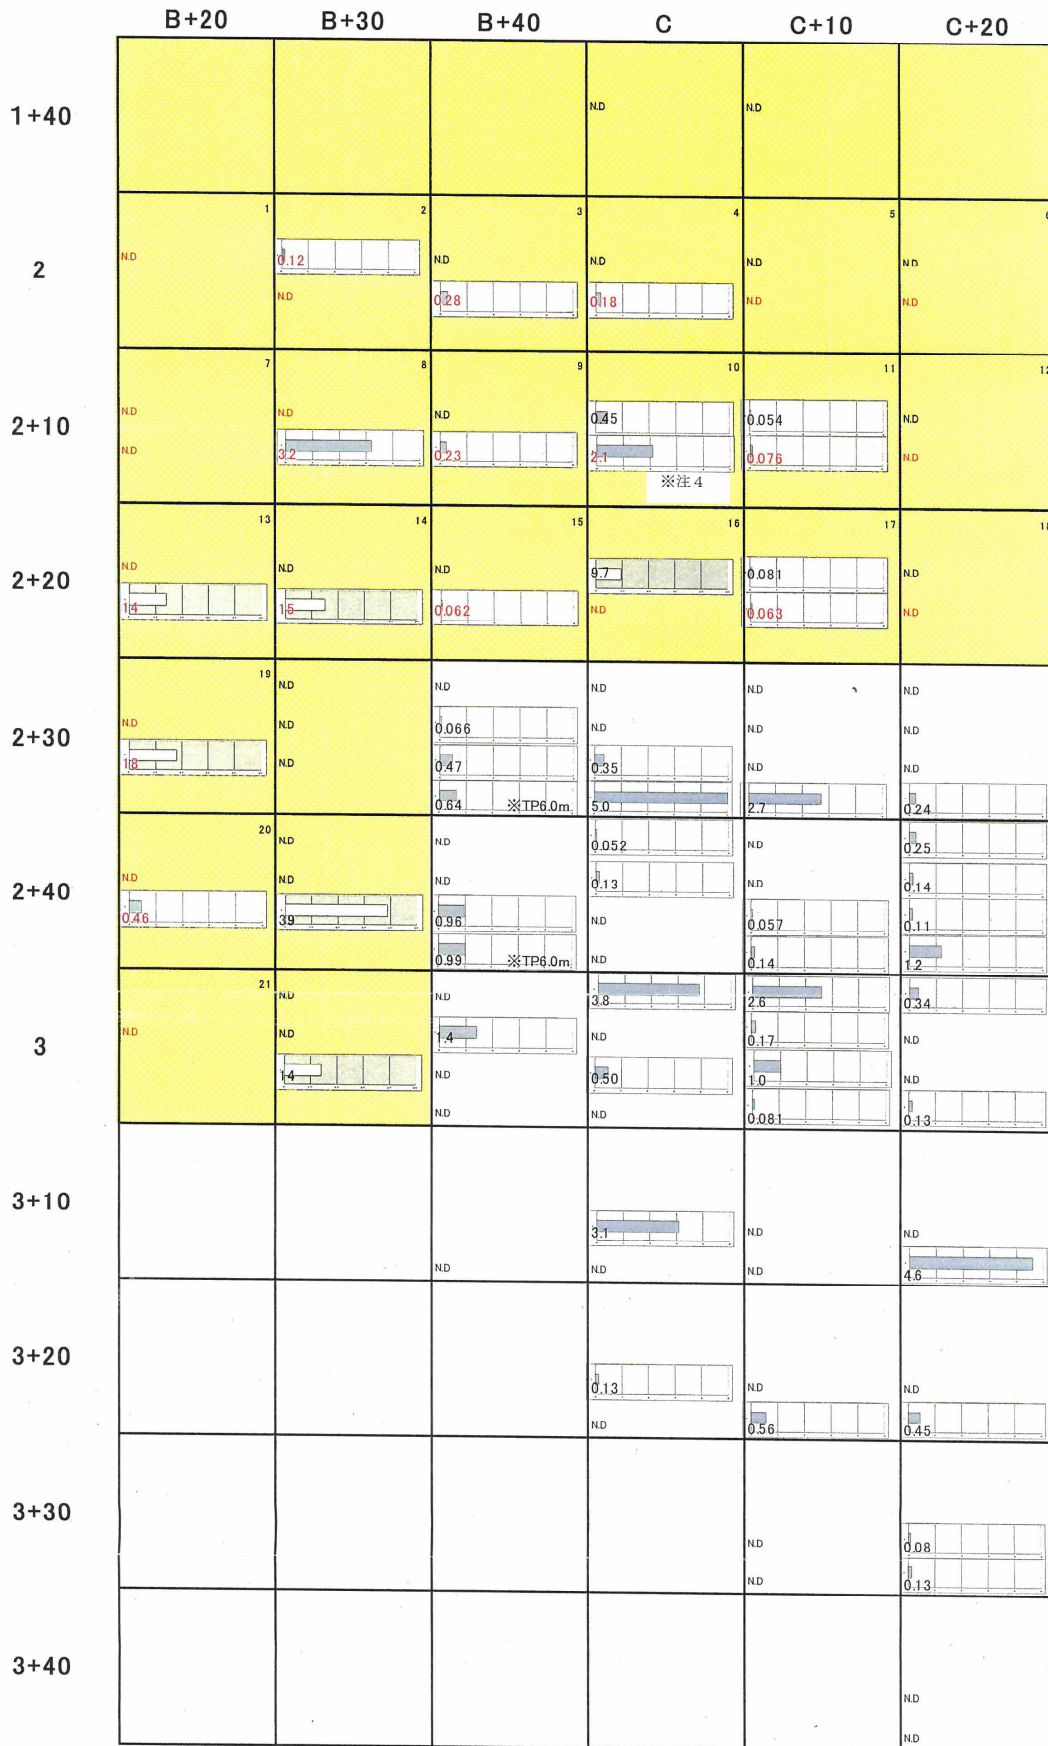 B+20 B+30 B+40 C C+10 C+20
1+40
N.D N.D
1 2 3 4 5 6
2
N.D 0.12 N.D N.D N.D N.D
N.D 0.28 0.18 N.D N.D
7 8 9 10 11 12
2+10
N.D N.D N.D 0.45 0.054 N.D
N.D 3.2 0.23 2.1 0.076 N.D
※注4
13 14 15 16 17 18
2+20
N.D N.D N.D 9.7 0.081 N.D
14 15 0.062 N.D 0.063 N.D
19
2+30
N.D N.D N.D N.D N.D
N.D N.D 0.066 N.D N.D N.D
18 N.D 0.47 0.35 N.D N.D
0.64 ※TP6.0m 5.0 2.7 0.24
20
2+40
N.D N.D 0.052 N.D 0.25
N.D N.D N.D 0.13 N.D 0.14
0.46 39 0.96 N.D 0.057 0.11
0.99 ※TP6.0m N.D 0.14 1.2
21
3
N.D N.D 3.8 2.6 0.34
N.D N.D 1.4 N.D 0.17 N.D
14 N.D 0.50 1.0 N.D
N.D N.D 0.081 0.13
3+10
3.1 N.D N.D
N.D N.D N.D 4.6
3+20
0.13 N.D N.D
N.D 0.56 0.45
3+30
N.D 0.08
N.D 0.13
3+40
N.D
N.D